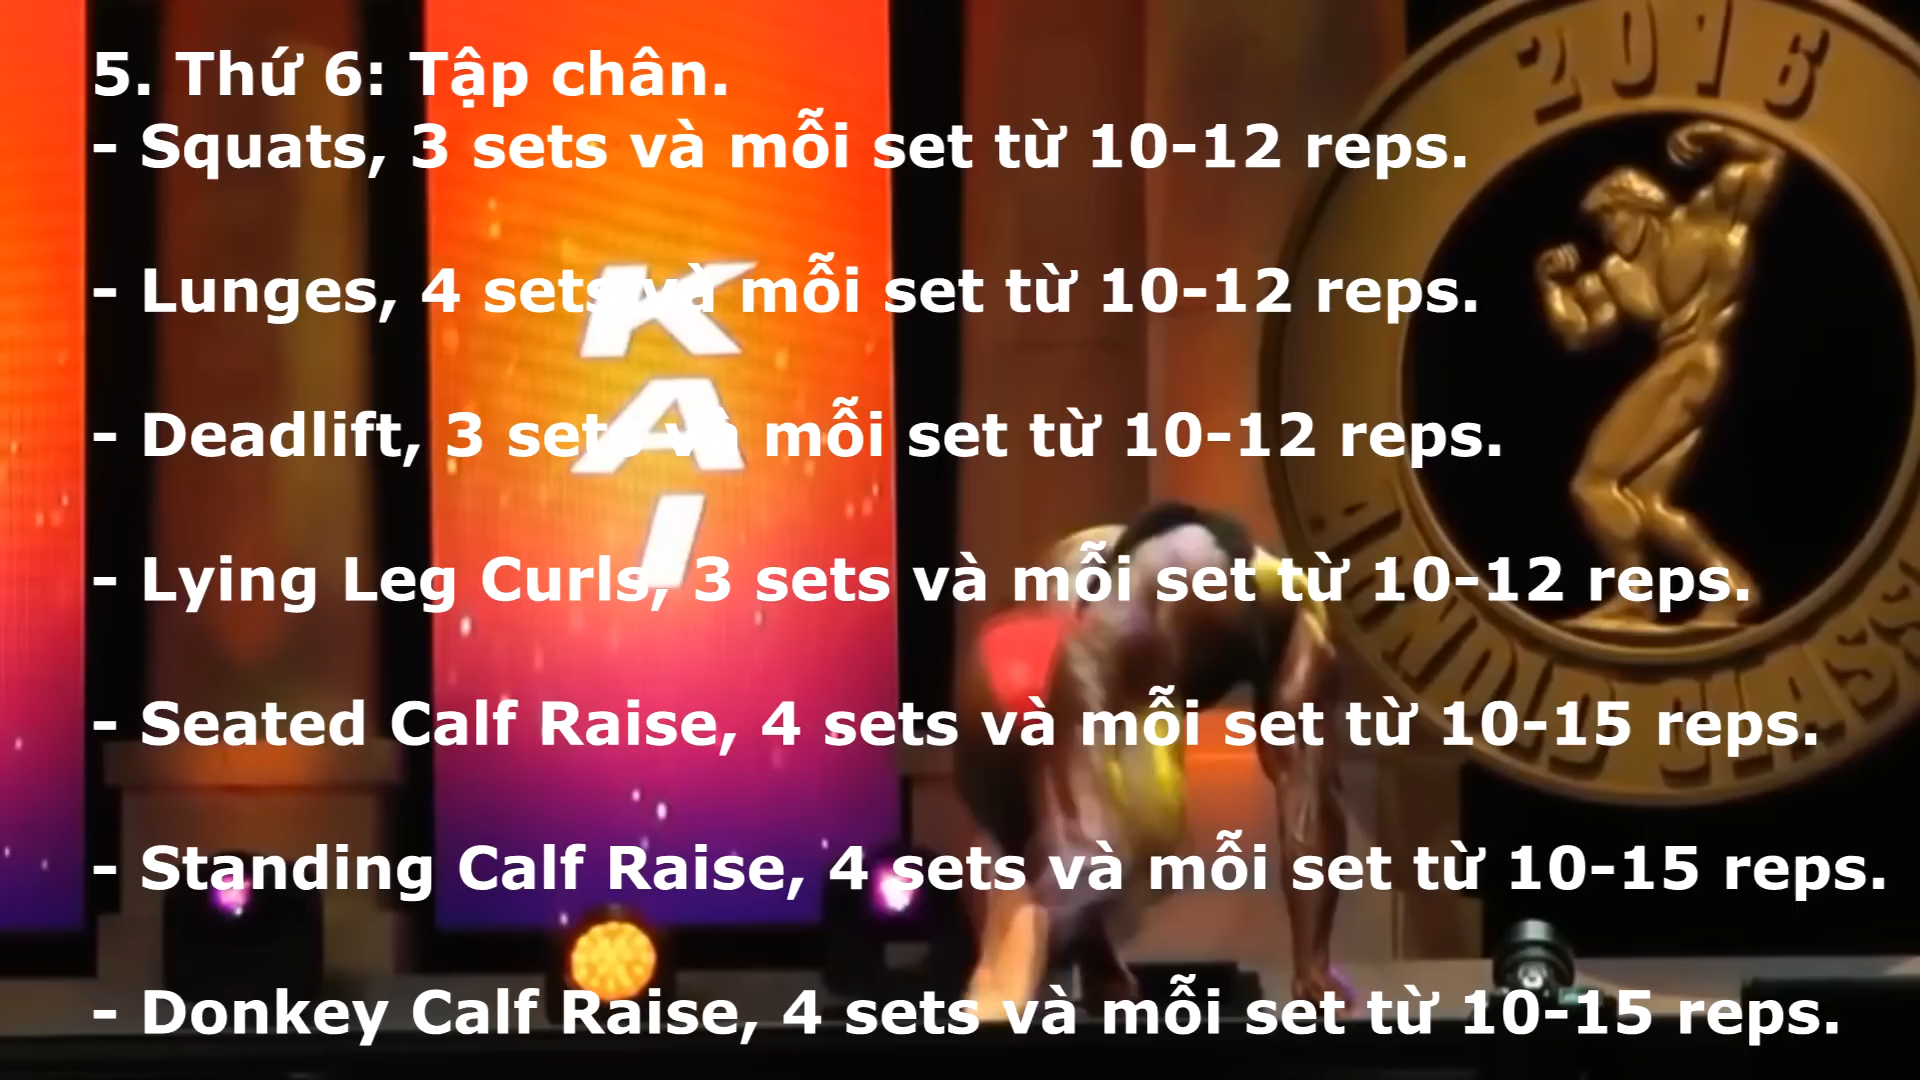 5. Thứ 6: Tập chân.
- Squats, 3 sets và mỗi set từ 10-12 reps.
- Lunges, 4 sets và mỗi set từ 10-12 reps.
- Deadlift, 3 sets và mỗi set từ 10-12 reps.
- Lying Leg Curls, 3 sets và mỗi set từ 10-12 reps.
- Seated Calf Raise, 4 sets và mỗi set từ 10-15 reps.
- Standing Calf Raise, 4 sets và mỗi set từ 10-15 reps.
- Donkey Calf Raise, 4 sets và mỗi set từ 10-15 reps.
KAI
2016